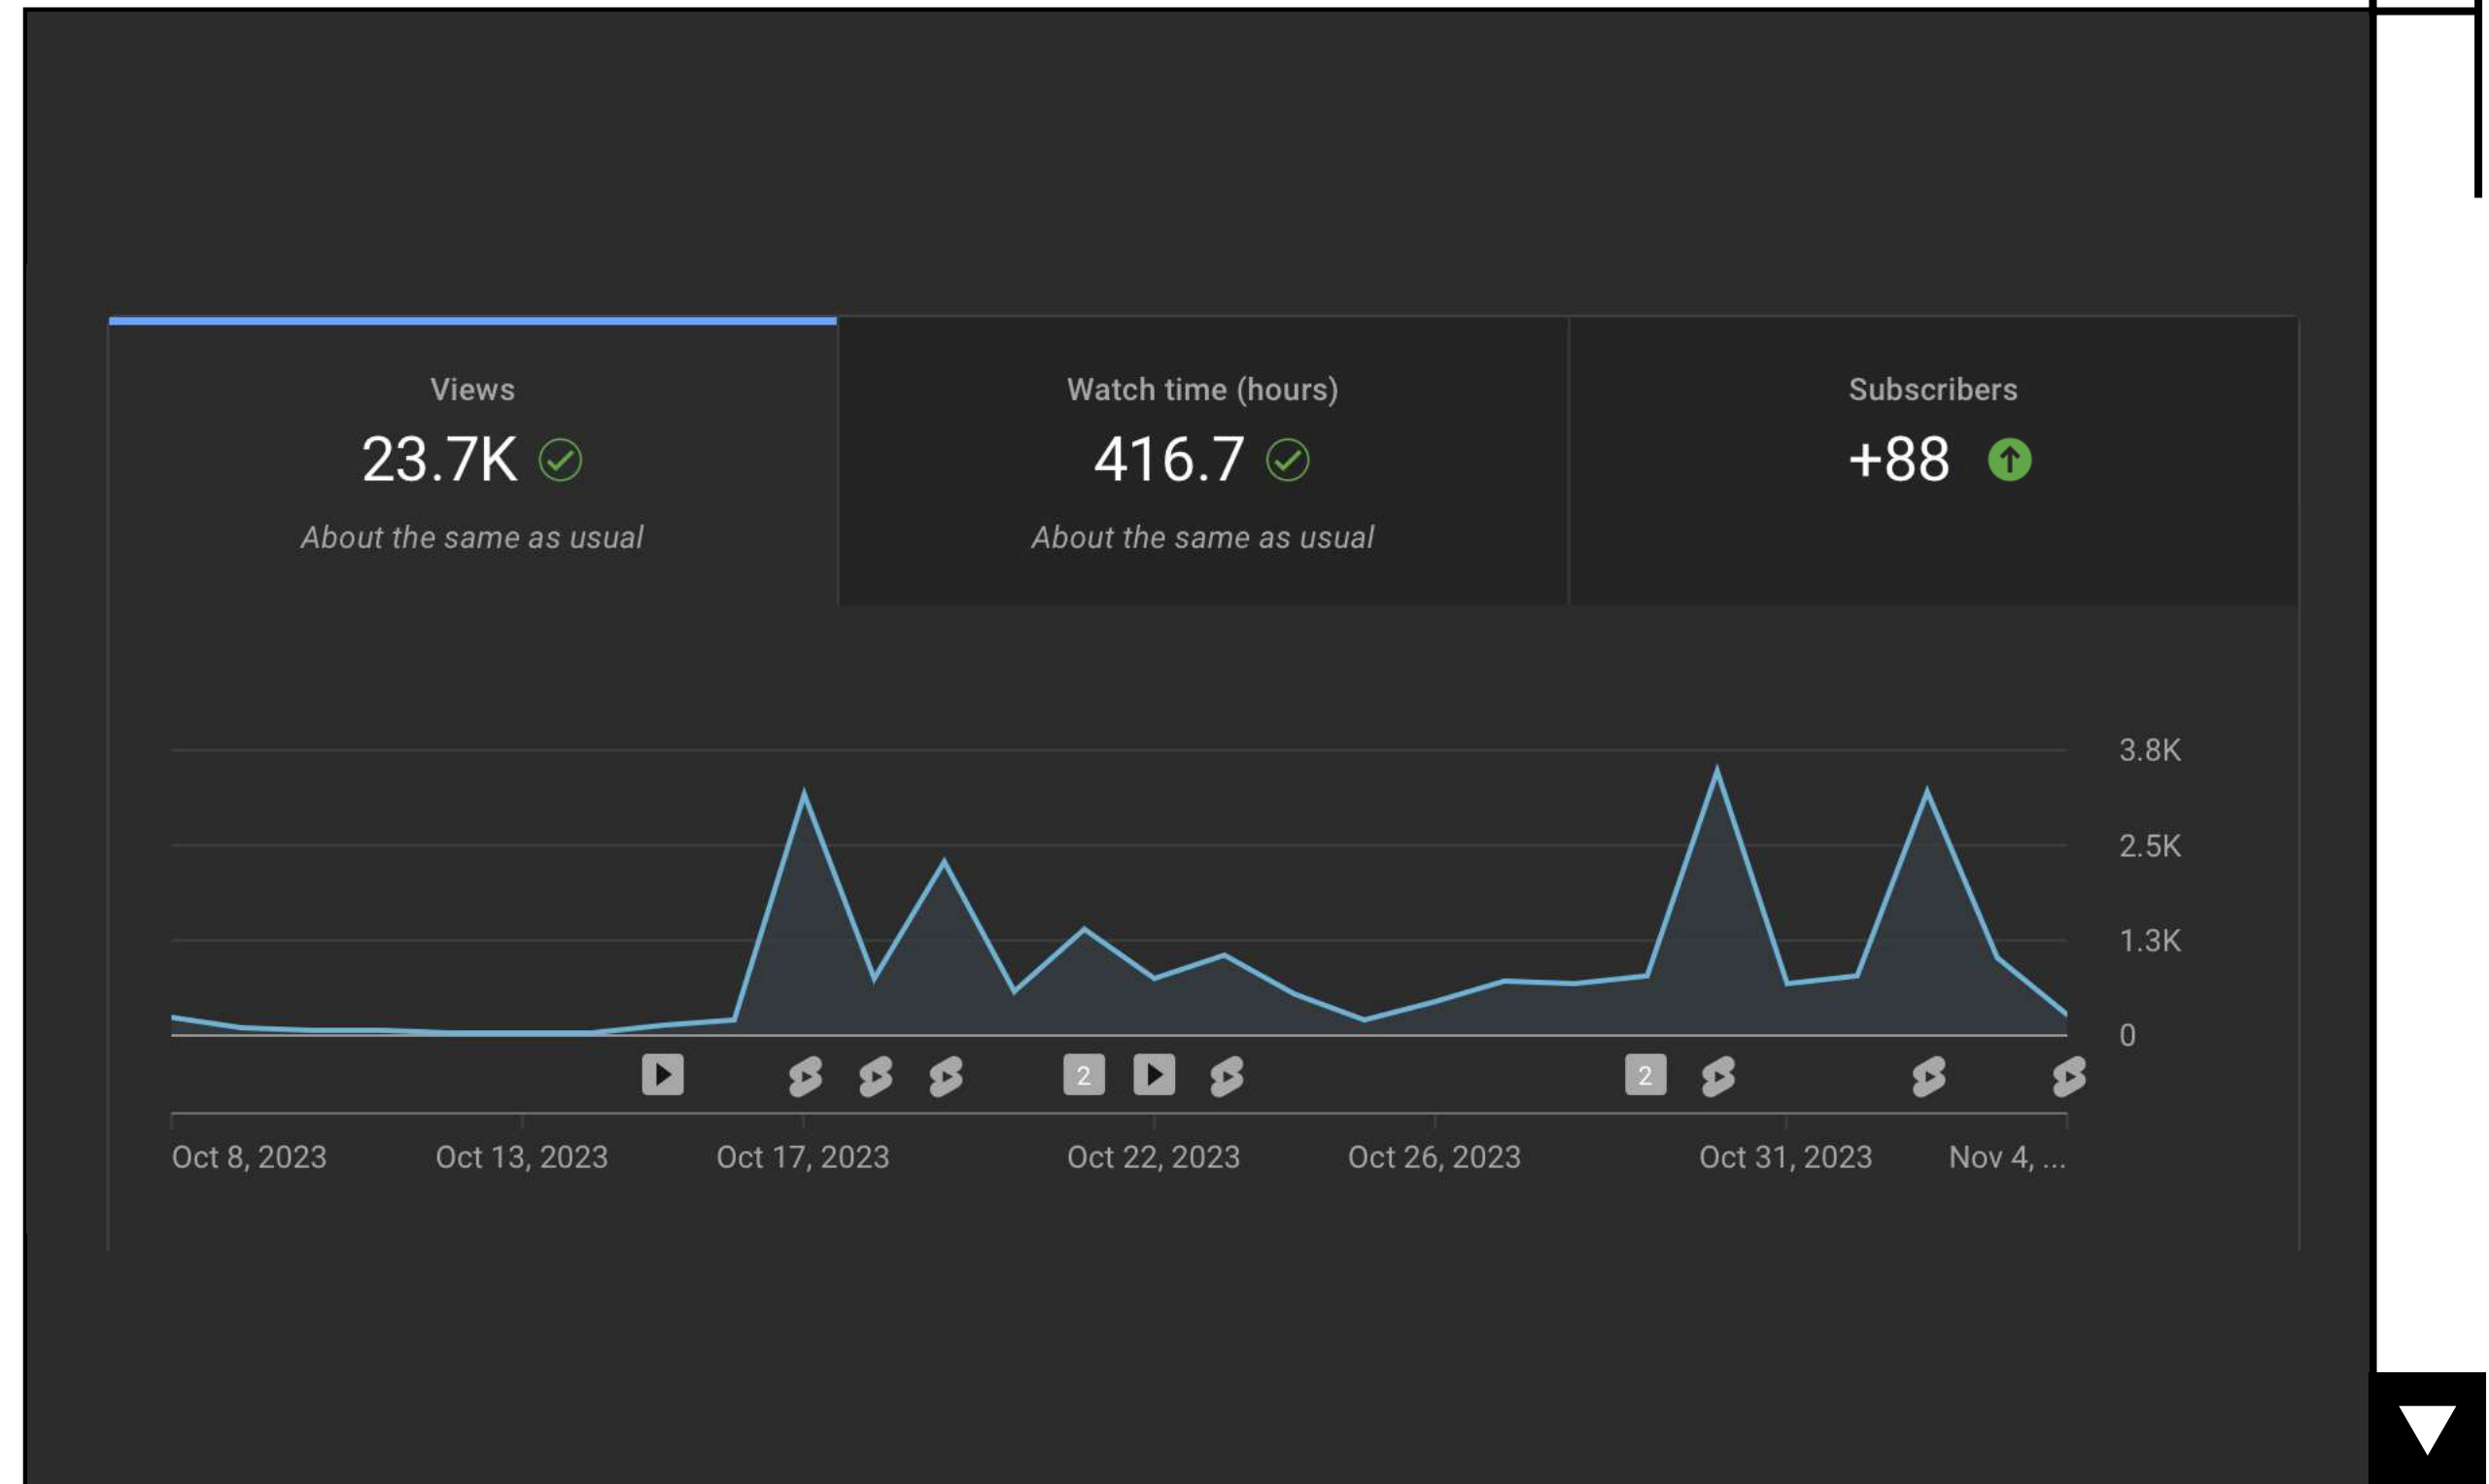 Views
23.7K
About the same as usual
Watch time (hours)
416.7
About the same as usual
Subscribers
+88
3.8K
2.5K
1.3K
0
2
2
Oct 8, 2023
Oct 13, 2023
Oct 17, 2023
Oct 22, 2023
Oct 26, 2023
Oct 31, 2023
Nov 4, ...